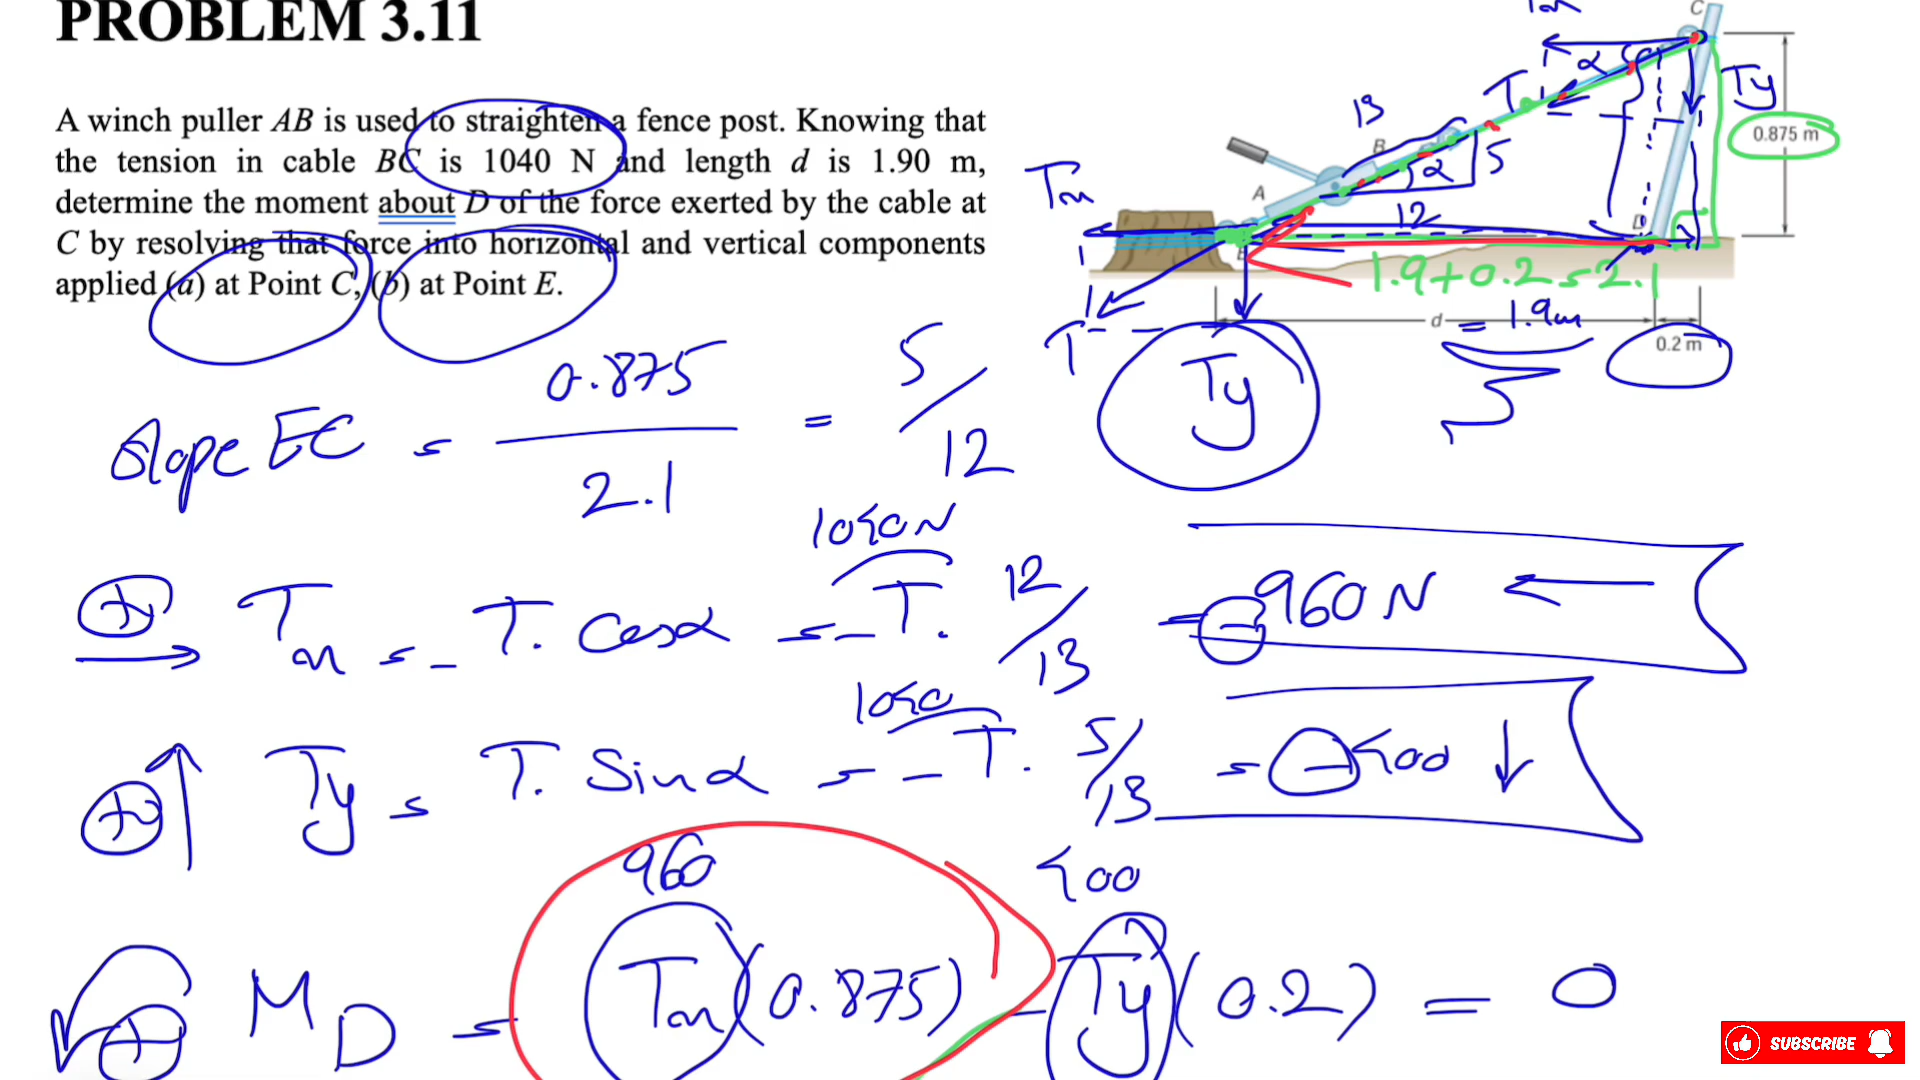 PROBLEM 3.11
A winch puller AB is used to straighten a fence post. Knowing that
the tension in cable BC is 1040 N and length d is 1.90 m,
determine the moment about D of the force exerted by the cable at
C by resolving that force into horizontal and vertical components
applied (a) at Point C, (b) at Point E.
C
α
T
Ty
13
0.875 m
B
α
5
A
12
D
1.9+0.2=2.1
d = 1.9m
0.2 m
T
Ty
Slope EC = 0.875 / 2.1 = 5/12
1040N
+ → = - T. Cosα = - T. 12/13 = -960N ←
1040
+ ↑ Ty = T. Sinα = - T. 5/13 = -400 ↓
960
400
+ MD = (0.875) - Ty(0.2) = 0
SUBSCRIBE